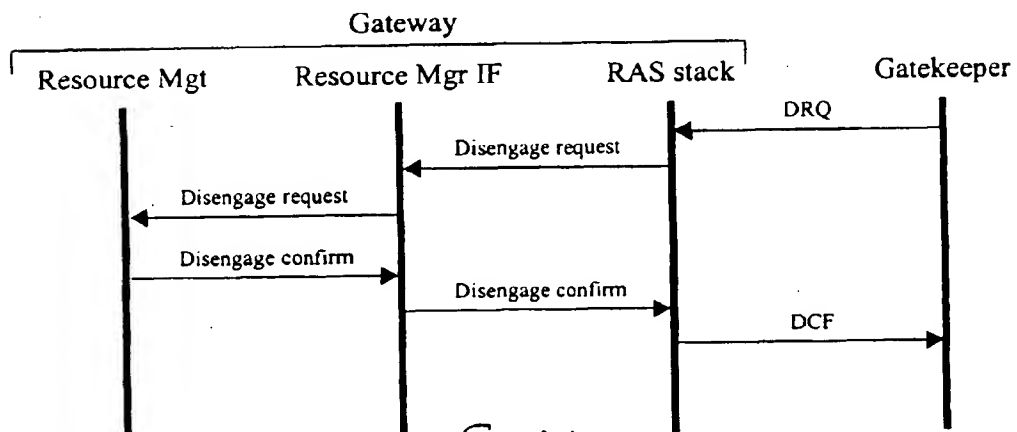 Gateway
Resource Mgt Resource Mgr IF RAS stack Gatekeeper
DRQ
Disengage request
Disengage request
Disengage confirm
Disengage confirm
DCF